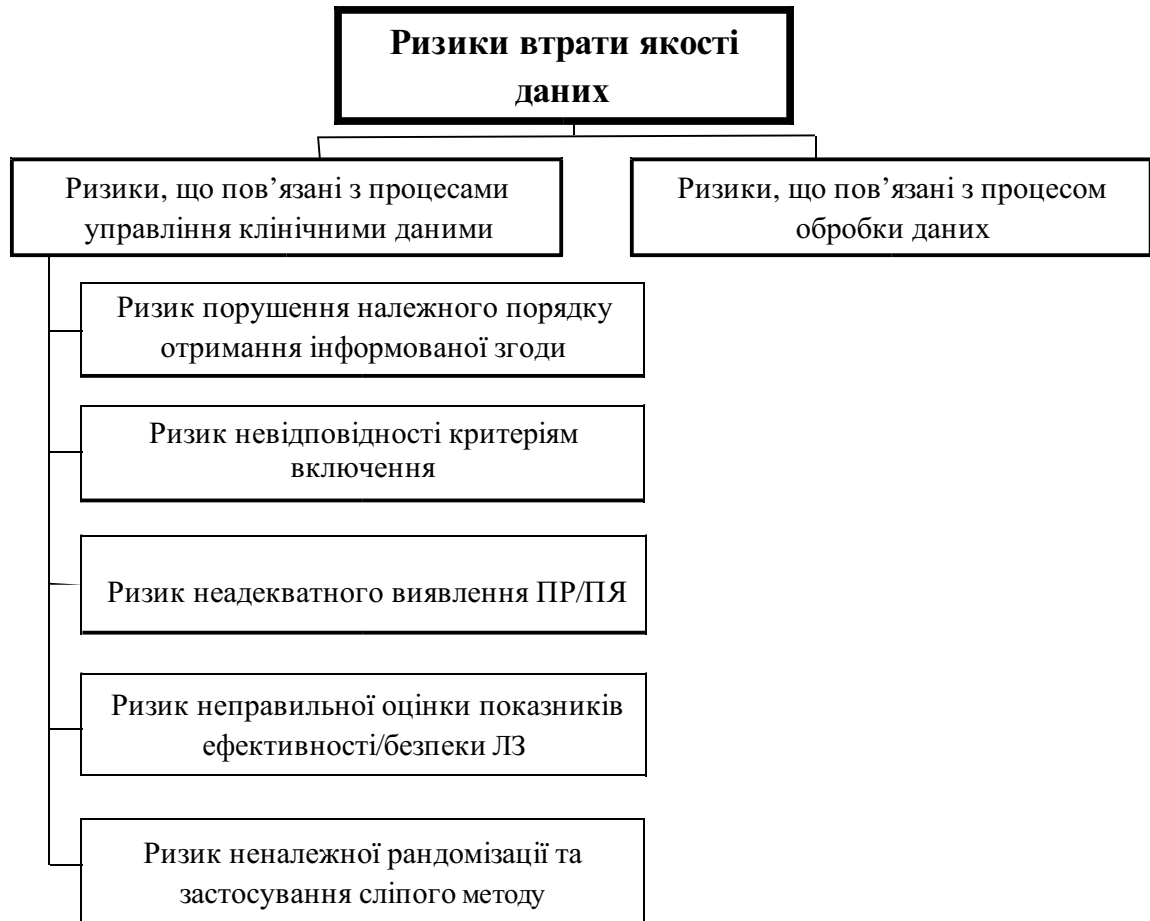 Ризики втрати якості
даних
Ризики, що пов’язані з процесами
управління клінічними даними
Ризики, що пов’язані з процесом
обробки даних
Ризик порушення належного порядку
отримання інформованої згоди
Ризик невідповідності критеріям
включення
Ризик неадекватного виявлення ПР/ПЯ
Ризик неправильної оцінки показників
ефективності/безпеки ЛЗ
Ризик неналежної рандомізації та
застосування сліпого методу